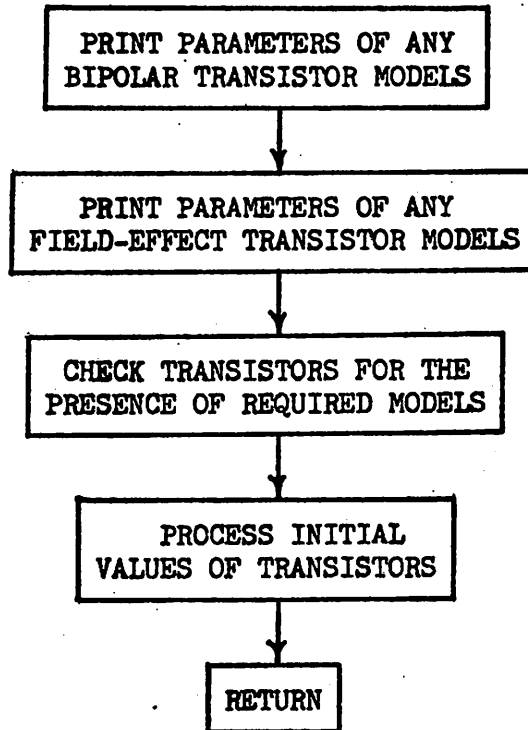 PRINT PARAMETERS OF ANY
BIPOLAR TRANSISTOR MODELS
PRINT PARAMETERS OF ANY
FIELD-EFFECT TRANSISTOR MODELS
CHECK TRANSISTORS FOR THE
PRESENCE OF REQUIRED MODELS
PROCESS INITIAL
VALUES OF TRANSISTORS
RETURN